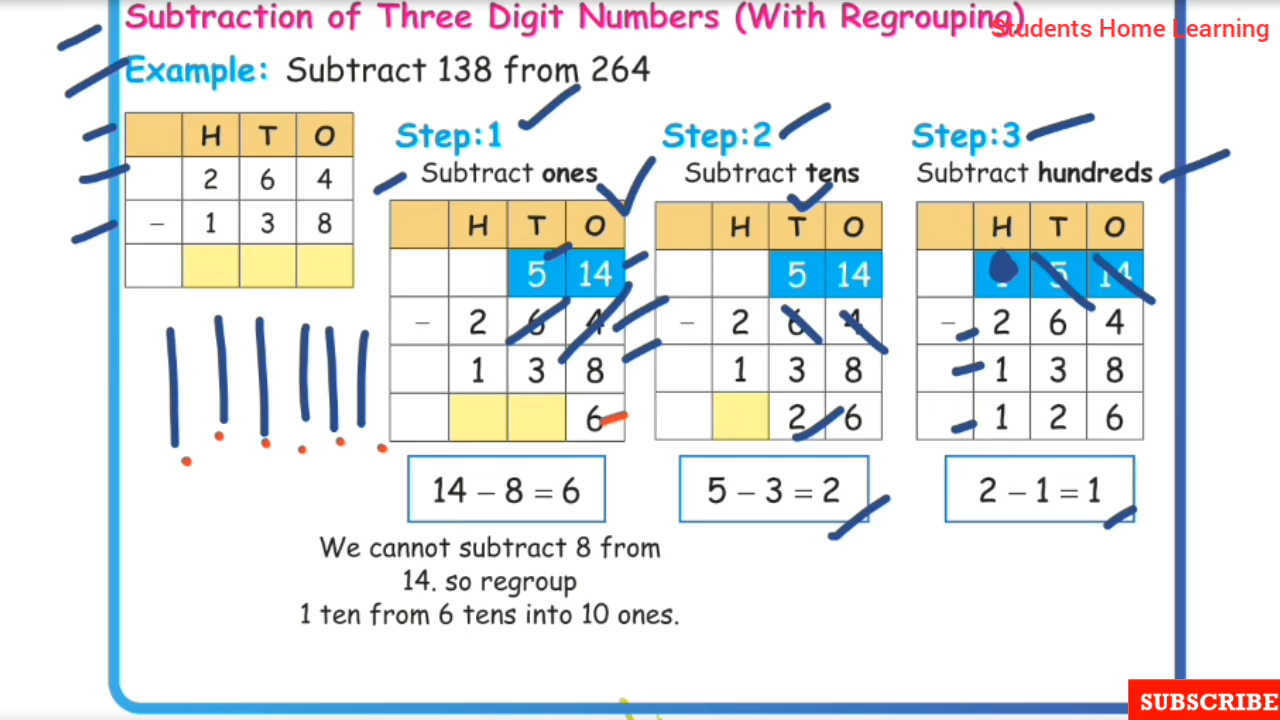 Subtraction of Three Digit Numbers (With Regrouping)
Students Home Learning
Example: Subtract 138 from 264
H T O
2 6 4
– 1 3 8
Step:1
Subtract ones
H T O
5 14
– 2 6 4
1 3 8
6
14 – 8 = 6
We cannot subtract 8 from
14. so regroup
1 ten from 6 tens into 10 ones.
Step:2
Subtract tens
H T O
5 14
– 2 6 4
1 3 8
2 6
5 – 3 = 2
Step:3
Subtract hundreds
H T O
5 14
– 2 6 4
1 3 8
1 2 6
2 – 1 = 1
SUBSCRIBE